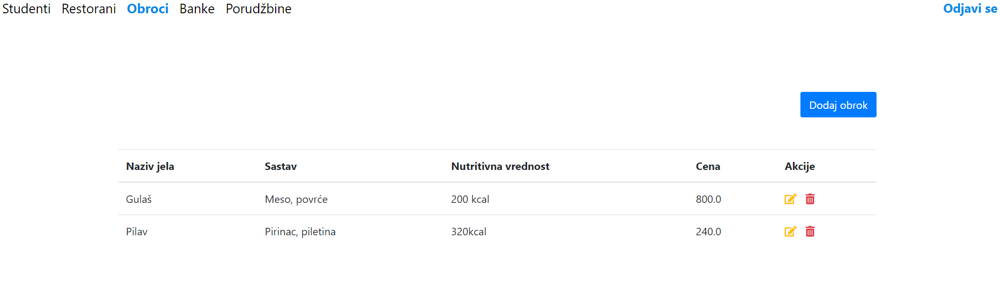 Studenti Restorani Obroci Banke Porudžbine Odjavi se
Dodaj obrok
Naziv jela Sastav Nutritivna vrednost Cena Akcije
Gulaš Meso, povrće 200 kcal 800.0
Pilav Pirinac, piletina 320kcal 240.0